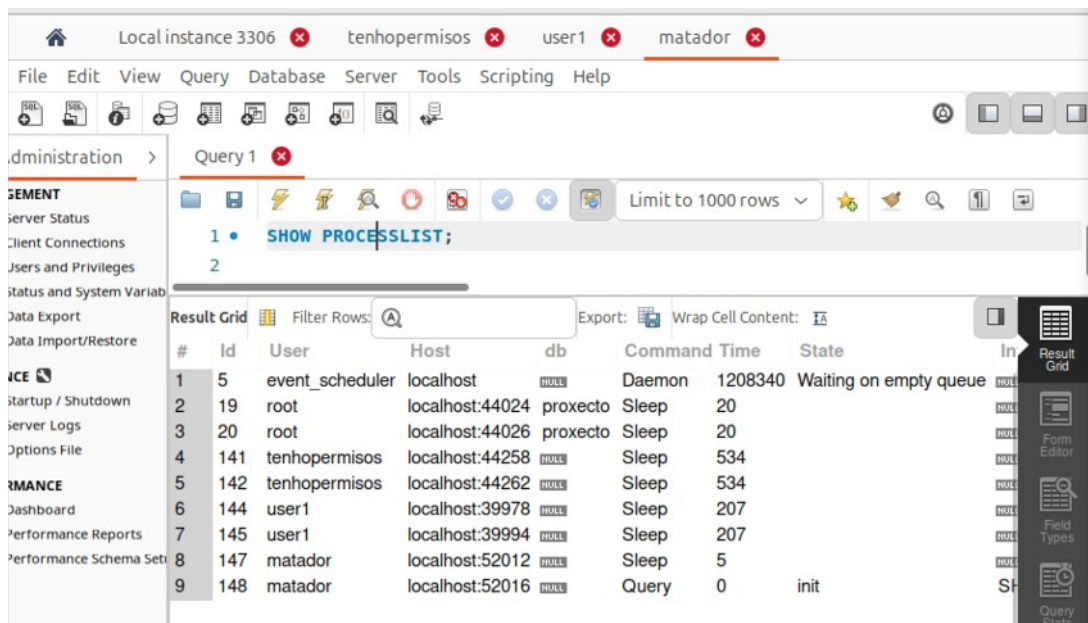 Local instance 3306 tenhopermisos user1 matador
File Edit View Query Database Server Tools Scripting Help
dministration > Query 1
GEMENT
Server Status
Client Connections
Users and Privileges
Status and System Variab
Data Export
Data Import/Restore
NCE
Startup / Shutdown
Server Logs
Options File
RMANCE
Dashboard
Performance Reports
Performance Schema Setu
Limit to 1000 rows
1 SHOW PROCESSLIST;
2
Result Grid Filter Rows: Export: Wrap Cell Content:
# Id User Host db Command Time State In
1 5 event_scheduler localhost NULL Daemon 1208340 Waiting on empty queue NULL
2 19 root localhost:44024 proxecto Sleep 20 NULL
3 20 root localhost:44026 proxecto Sleep 20 NULL
4 141 tenhopermisos localhost:44258 NULL Sleep 534 NULL
5 142 tenhopermisos localhost:44262 NULL Sleep 534 NULL
6 144 user1 localhost:39978 NULL Sleep 207 NULL
7 145 user1 localhost:39994 NULL Sleep 207 NULL
8 147 matador localhost:52012 NULL Sleep 5 NULL
9 148 matador localhost:52016 NULL Query 0 init SH
Result
Grid
Form
Editor
Field
Types
Query
Stats